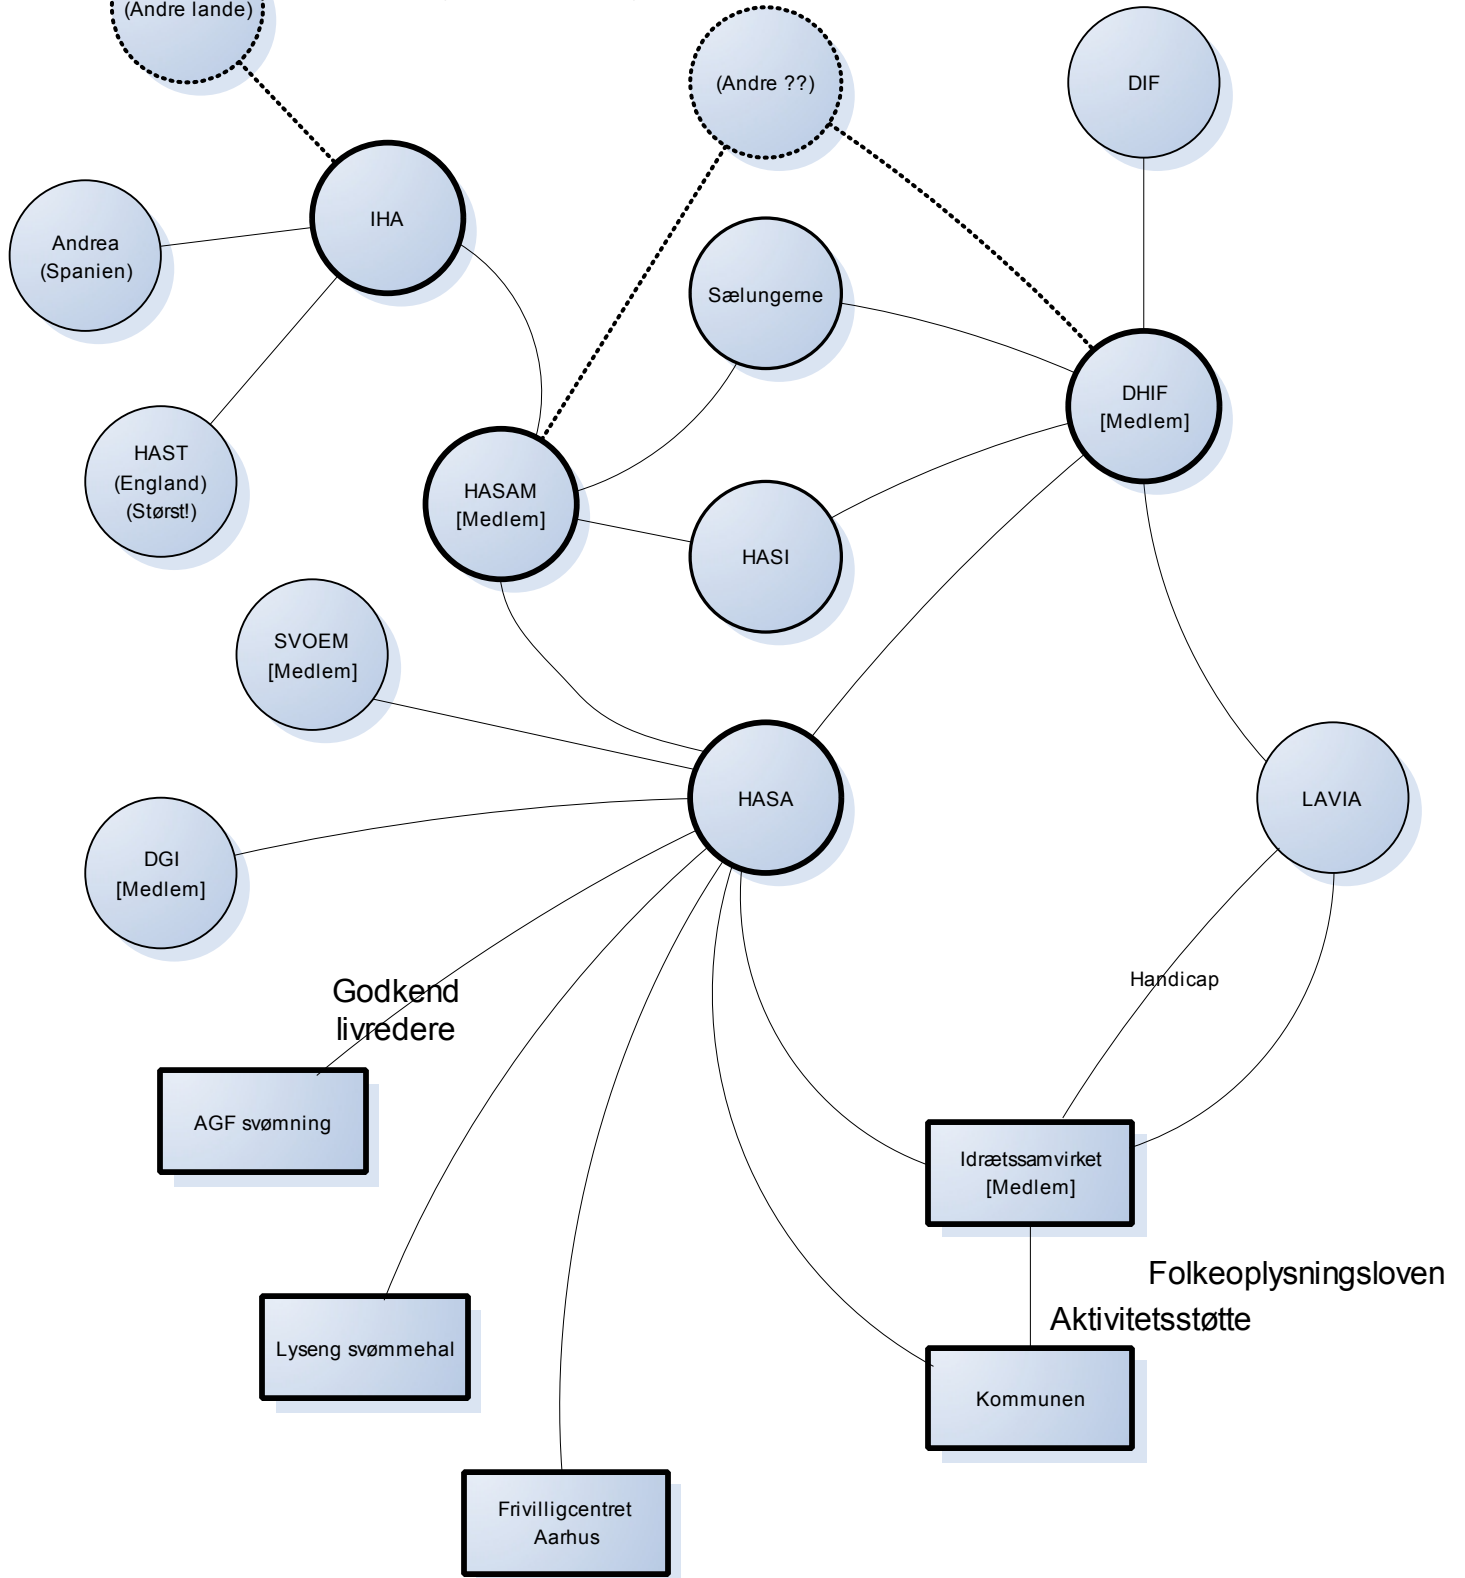 (Andre lande)
(Andre ??)
DIF
IHA
Andrea
(Spanien)
Sælungerne
DHIF
[Medlem]
HAST
(England)
(Størst!)
HASAM
[Medlem]
HASI
SVOEM
[Medlem]
HASA
LAVIA
DGI
[Medlem]
Godkend
livredere
Handicap
AGF svømning
Idrætssamvirket
[Medlem]
Folkeoplysningsloven
Aktivitetsstøtte
Lyseng svømmehal
Kommunen
Frivilligcentret
Aarhus